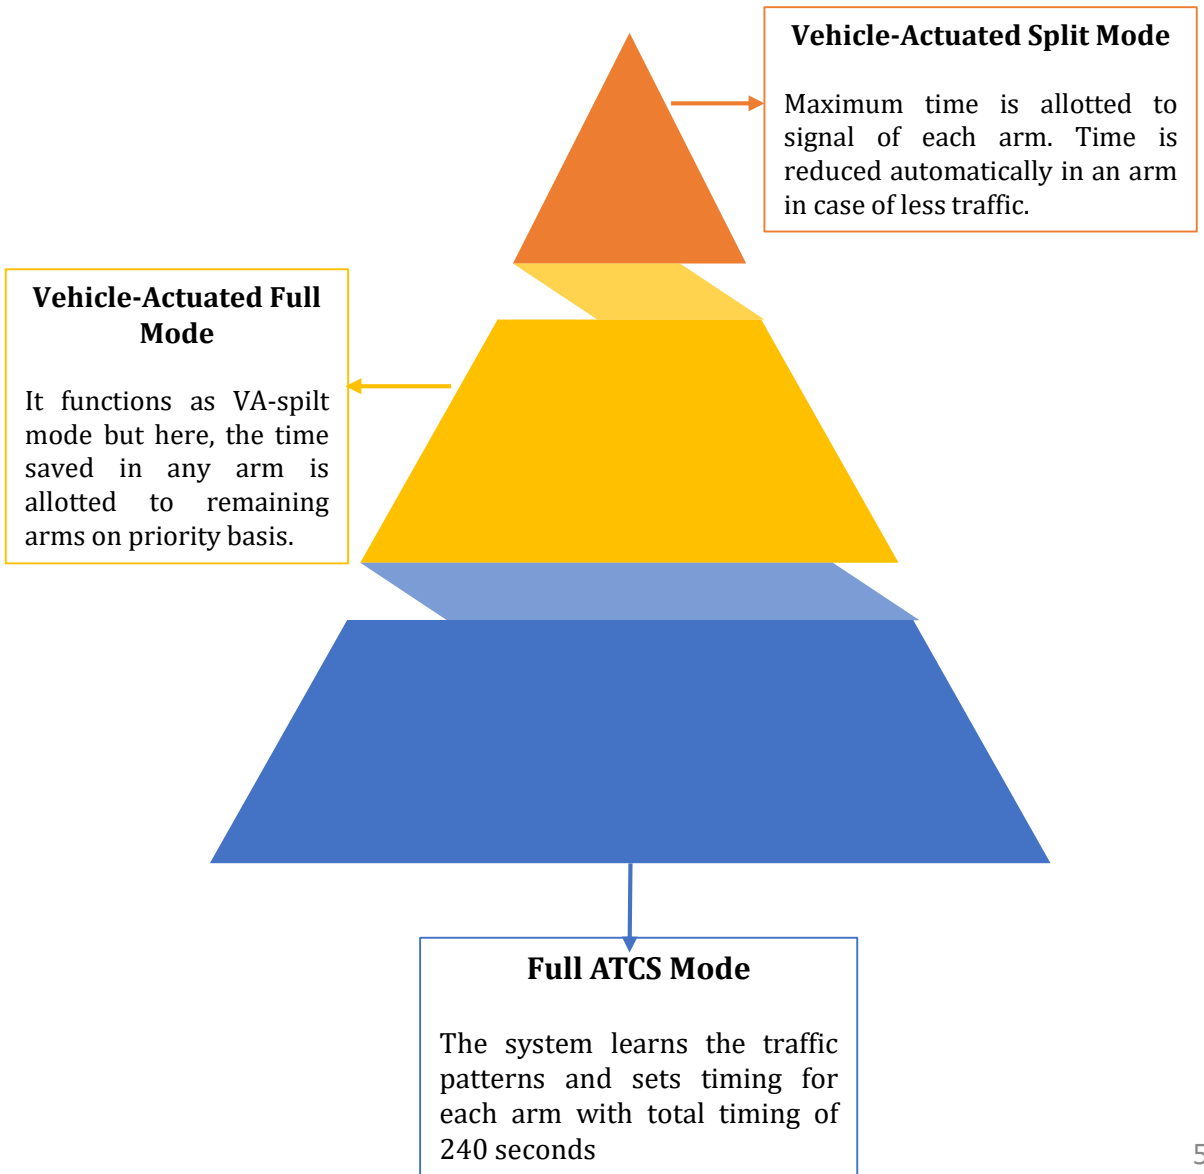 Vehicle-Actuated Split Mode
Maximum time is allotted to
signal of each arm. Time is
reduced automatically in an arm
in case of less traffic.
Vehicle-Actuated Full
Mode
It functions as VA-spilt
mode but here, the time
saved in any arm is
allotted to remaining
arms on priority basis.
Full ATCS Mode
The system learns the traffic
patterns and sets timing for
each arm with total timing of
240 seconds
5